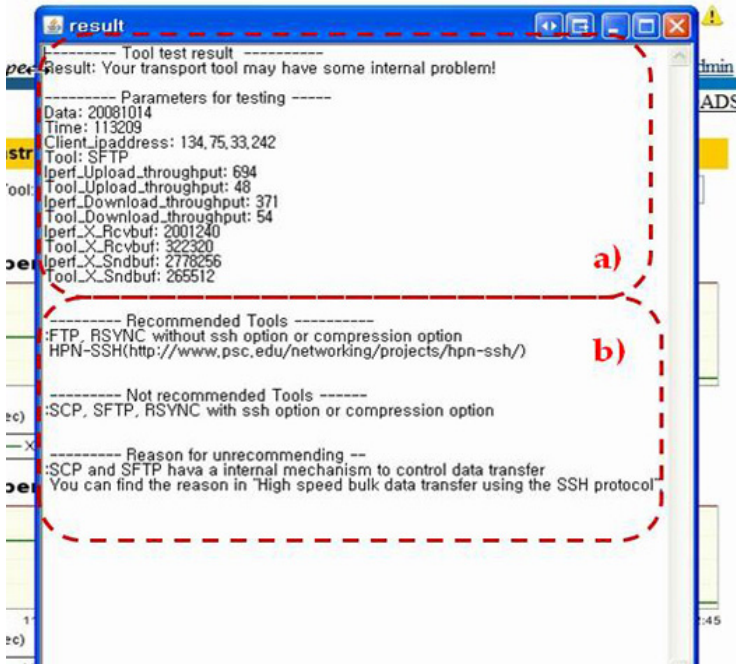 result
--------- Tool test result ----------
Result: Your transport tool may have some internal problem!
--------- Parameters for testing -----
Data: 20081014
Time: 113209
Client_ipaddress: 134,75,33,242
Tool: SFTP
Iperf_Upload_throughput: 694
Tool_Upload_throughput: 48
Iperf_Download_throughput: 371
Tool_Download_throughput: 54
Iperf_X_Rcvbuf: 2001240
Tool_X_Rcvbuf: 322320
Iperf_X_Sndbuf: 2778256
Tool_X_Sndbuf: 265512
a)
--------- Recommended Tools ----------
:FTP, RSYNC without ssh option or compression option
HPN-SSH(http://www.psc.edu/networking/projects/hpn-ssh/)
b)
--------- Not recommended Tools ------
:SCP, SFTP, RSYNC with ssh option or compression option
--------- Reason for unrecommending --
:SCP and SFTP hava a internal mechanism to control data transfer
You can find the reason in "High speed bulk data transfer using the SSH protocol"
ADS
:45